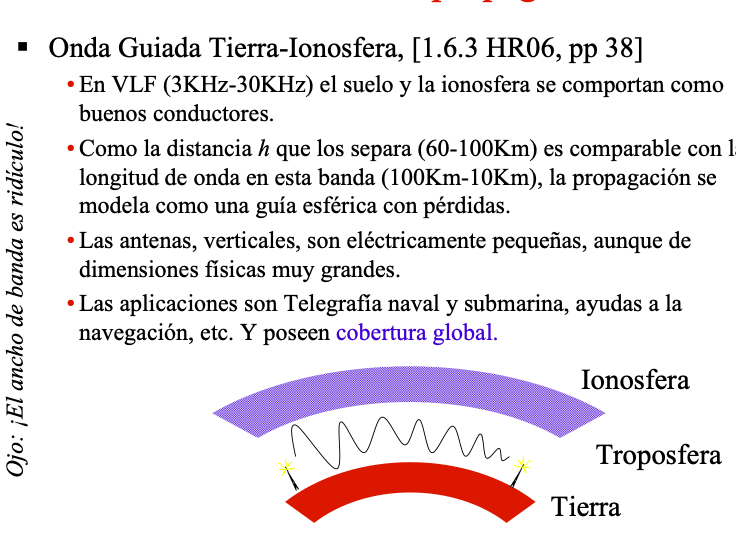 ▪ Onda Guiada Tierra-Ionosfera, [1.6.3 HR06, pp 38]
• En VLF (3KHz-30KHz) el suelo y la ionosfera se comportan como
buenos conductores.
• Como la distancia h que los separa (60-100Km) es comparable con l
longitud de onda en esta banda (100Km-10Km), la propagación se
modela como una guía esférica con pérdidas.
• Las antenas, verticales, son eléctricamente pequeñas, aunque de
dimensiones físicas muy grandes.
• Las aplicaciones son Telegrafía naval y submarina, ayudas a la
navegación, etc. Y poseen cobertura global.
Ojo: ¡El ancho de banda es ridículo!
Ionosfera
Troposfera
Tierra